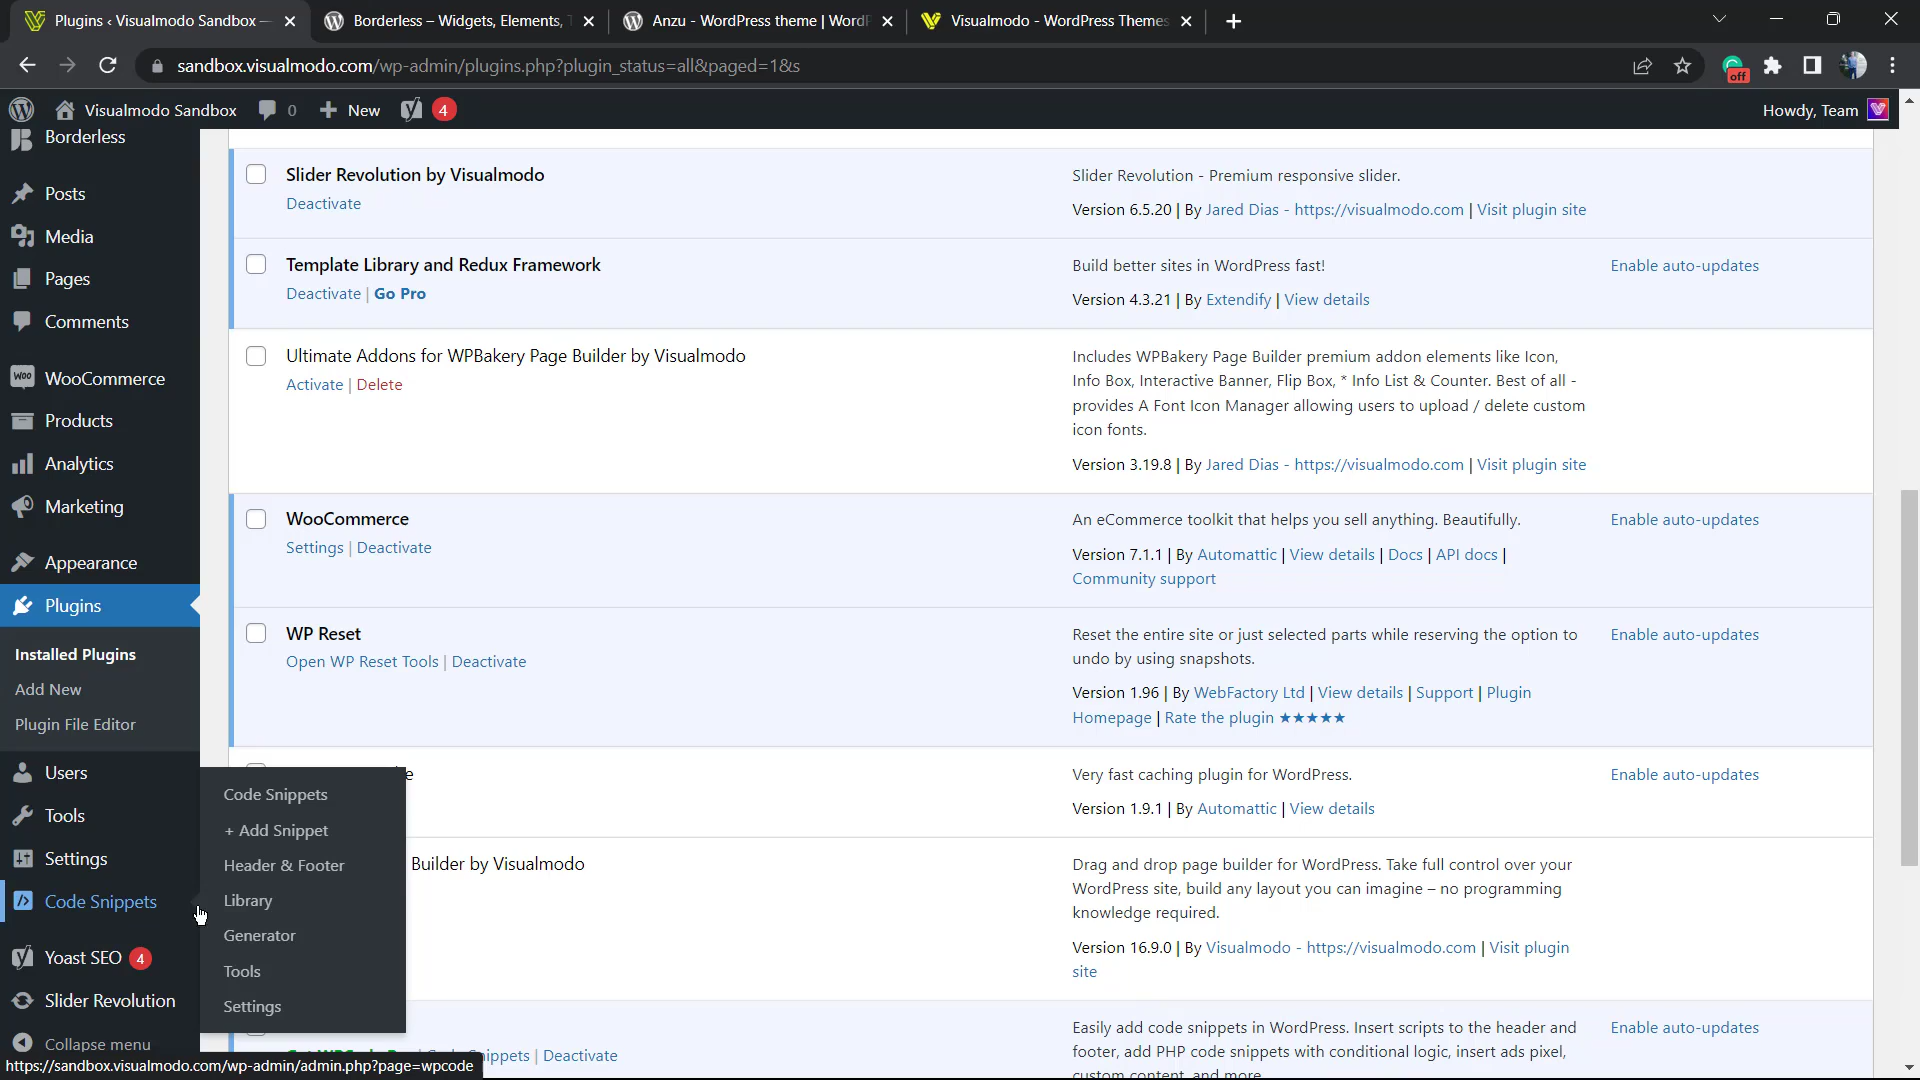 Plugins ‹ Visualmodo Sandbox —
Borderless – Widgets, Elements,
Anzu - WordPress theme | Word
Visualmodo - WordPress Themes
sandbox.visualmodo.com/wp-admin/plugins.php?plugin_status=all&paged=1&s
off
Visualmodo Sandbox
0
New
4
Howdy, Team
Borderless
Posts
Media
Pages
Comments
WooCommerce
Products
Analytics
Marketing
Appearance
Plugins
Installed Plugins
Add New
Plugin File Editor
Users
Tools
Settings
Code Snippets
Yoast SEO 4
Slider Revolution
Collapse menu
Code Snippets
+ Add Snippet
Header & Footer
Library
Generator
Tools
Settings
https://sandbox.visualmodo.com/wp-admin/admin.php?page=wpcode
Slider Revolution by Visualmodo
Deactivate
Slider Revolution - Premium responsive slider.
Version 6.5.20 | By Jared Dias - https://visualmodo.com | Visit plugin site
Template Library and Redux Framework
Deactivate | Go Pro
Build better sites in WordPress fast!
Version 4.3.21 | By Extendify | View details
Enable auto-updates
Ultimate Addons for WPBakery Page Builder by Visualmodo
Activate | Delete
Includes WPBakery Page Builder premium addon elements like Icon,
Info Box, Interactive Banner, Flip Box, * Info List & Counter. Best of all -
provides A Font Icon Manager allowing users to upload / delete custom
icon fonts.
Version 3.19.8 | By Jared Dias - https://visualmodo.com | Visit plugin site
WooCommerce
Settings | Deactivate
An eCommerce toolkit that helps you sell anything. Beautifully.
Version 7.1.1 | By Automattic | View details | Docs | API docs |
Community support
Enable auto-updates
WP Reset
Open WP Reset Tools | Deactivate
Reset the entire site or just selected parts while reserving the option to
undo by using snapshots.
Version 1.96 | By WebFactory Ltd | View details | Support | Plugin
Homepage | Rate the plugin ★★★★★
Enable auto-updates
Very fast caching plugin for WordPress.
Version 1.9.1 | By Automattic | View details
Enable auto-updates
Builder by Visualmodo
Drag and drop page builder for WordPress. Take full control over your
WordPress site, build any layout you can imagine – no programming
knowledge required.
Version 16.9.0 | By Visualmodo - https://visualmodo.com | Visit plugin
site
Deactivate
Easily add code snippets in WordPress. Insert scripts to the header and
footer, add PHP code snippets with conditional logic, insert ads pixel,
custom content, and more.
Enable auto-updates